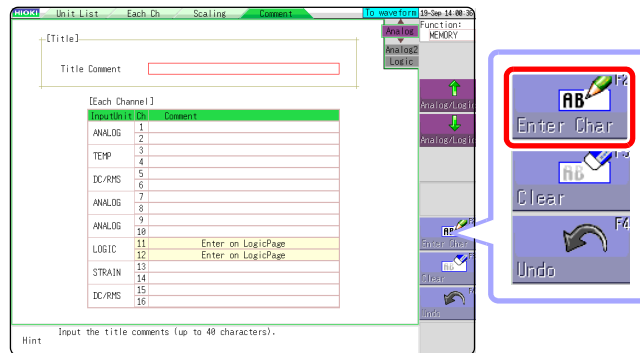 HIOKI Unit List Each Ch Scaling Comment To waveform 19-Sep 14:00:36
Function:
MEMORY
Analog
Analog2
Logic
[Title]
Title Comment
Analog/Logic
Analog/Logic
[Each Channel]
InputUnit Ch Comment
ANALOG 1
2
TEMP 3
4
DC/RMS 5
6
ANALOG 7
8
ANALOG 9
10
LOGIC 11 Enter on LogicPage
12 Enter on LogicPage
STRAIN 13
14
DC/RMS 15
16
AB
Enter Char
AB
Clear
Undo
Input the title comments (up to 40 characters).
Hint
F2
AB
Enter Char
AB
Clear
F4
Undo